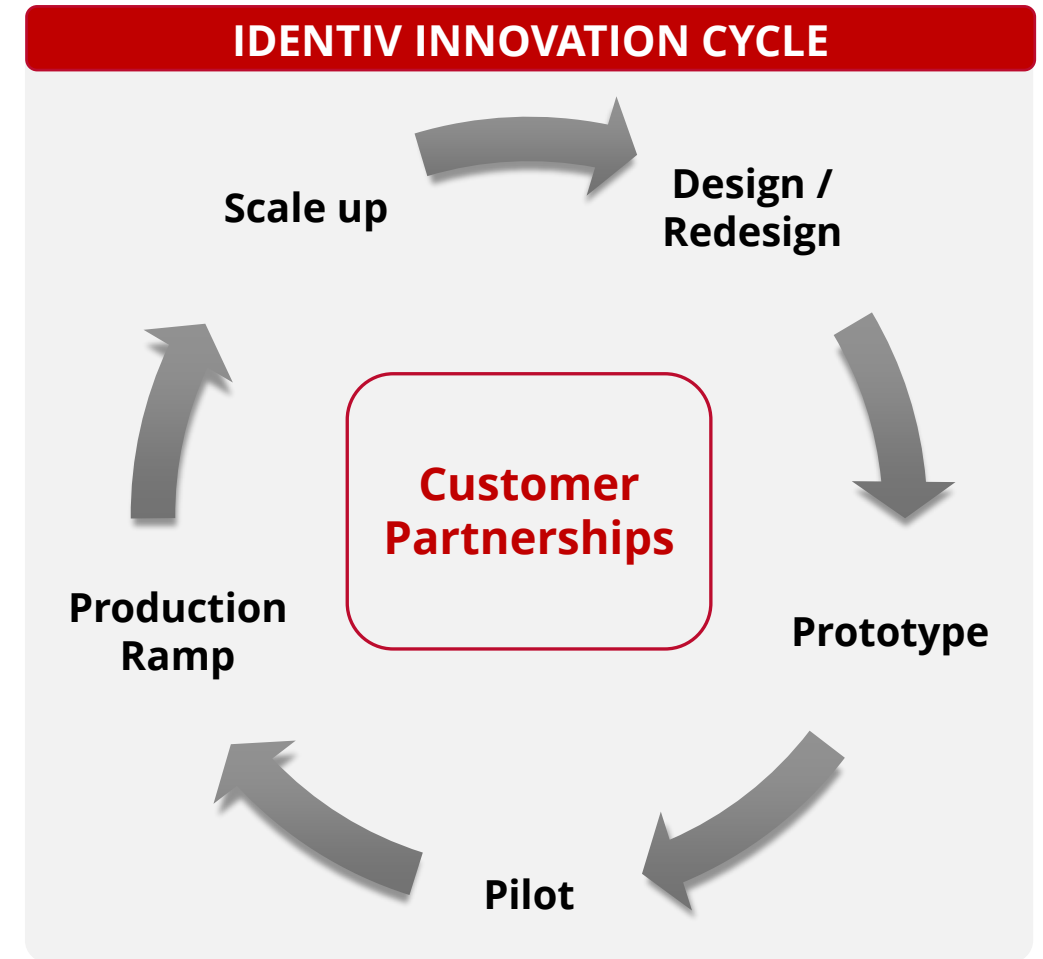 IDENTIV INNOVATION CYCLE
Scale up
Design /
Redesign
Customer
Partnerships
Production
Ramp
Prototype
Pilot